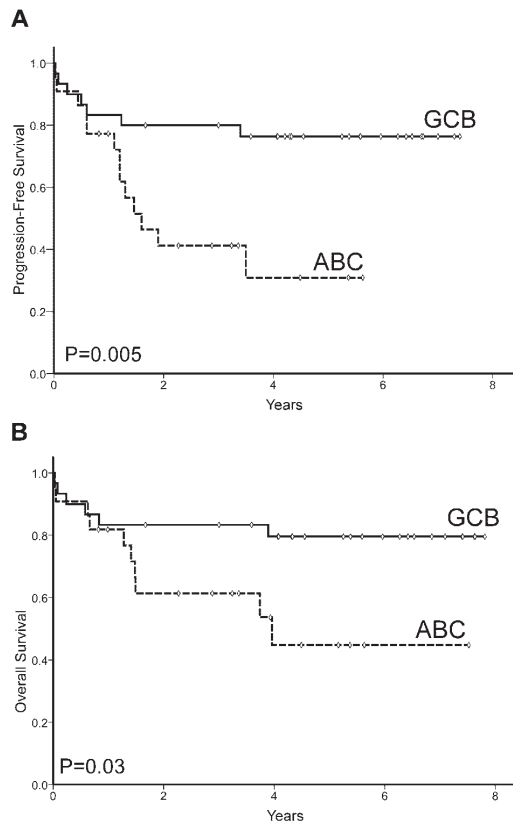 A
Progression-Free Survival
1.0
0.8
0.6
0.4
0.2
0.0
GCB
ABC
P=0.005
0 2 4 6 8
Years
B
Overall Survival
1.0
0.8
0.6
0.4
0.2
0.0
GCB
ABC
P=0.03
0 2 4 6 8
Years